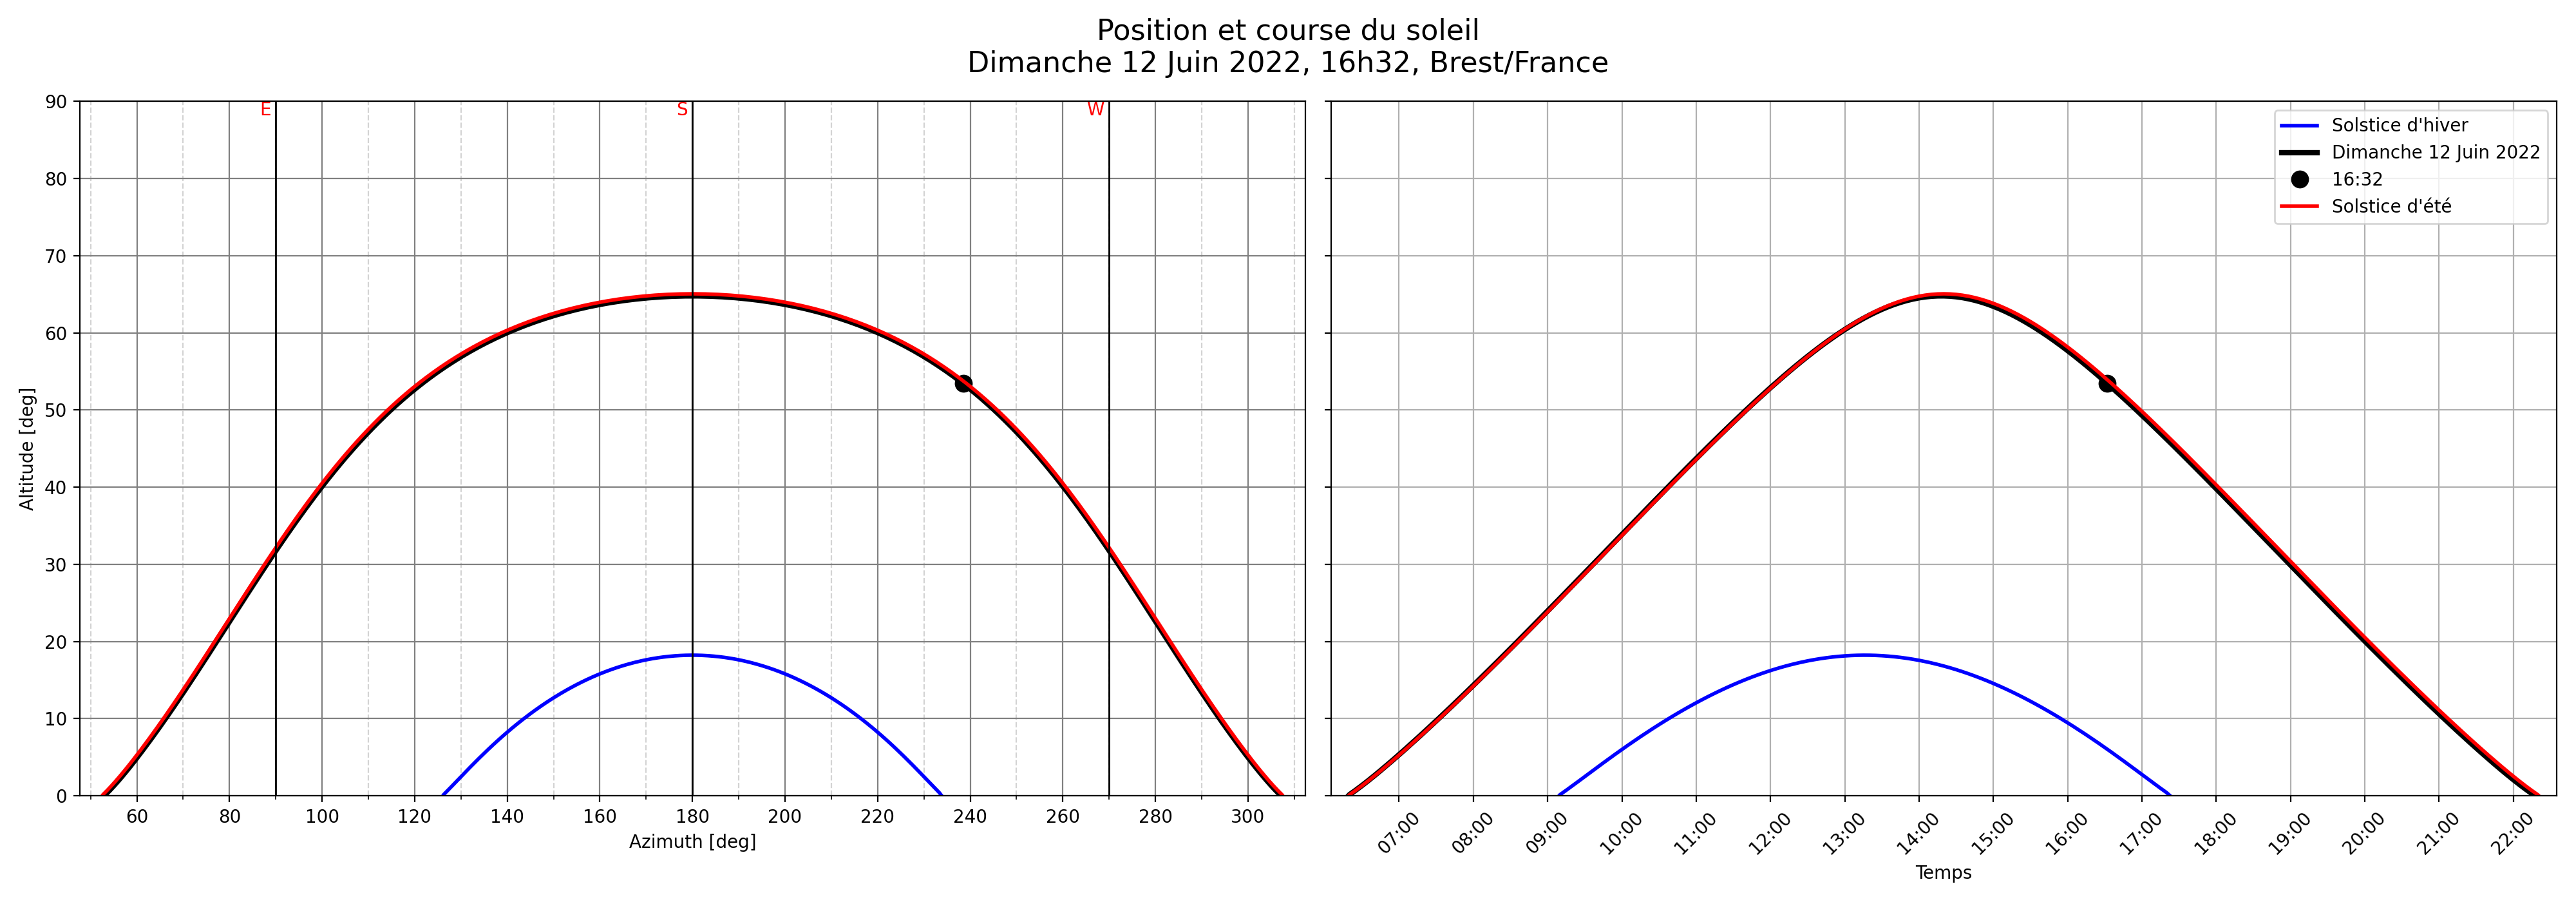 Position et course du soleil
Dimanche 12 Juin 2022, 16h32, Brest/France
E
S
W
90
80
70
60
50
40
30
20
10
0
Altitude [deg]
60 80 100 120 140 160 180 200 220 240 260 280 300
Azimuth [deg]
Solstice d'hiver
Dimanche 12 Juin 2022
16:32
Solstice d'été
07:00 08:00 09:00 10:00 11:00 12:00 13:00 14:00 15:00 16:00 17:00 18:00 19:00 20:00 21:00 22:00
Temps